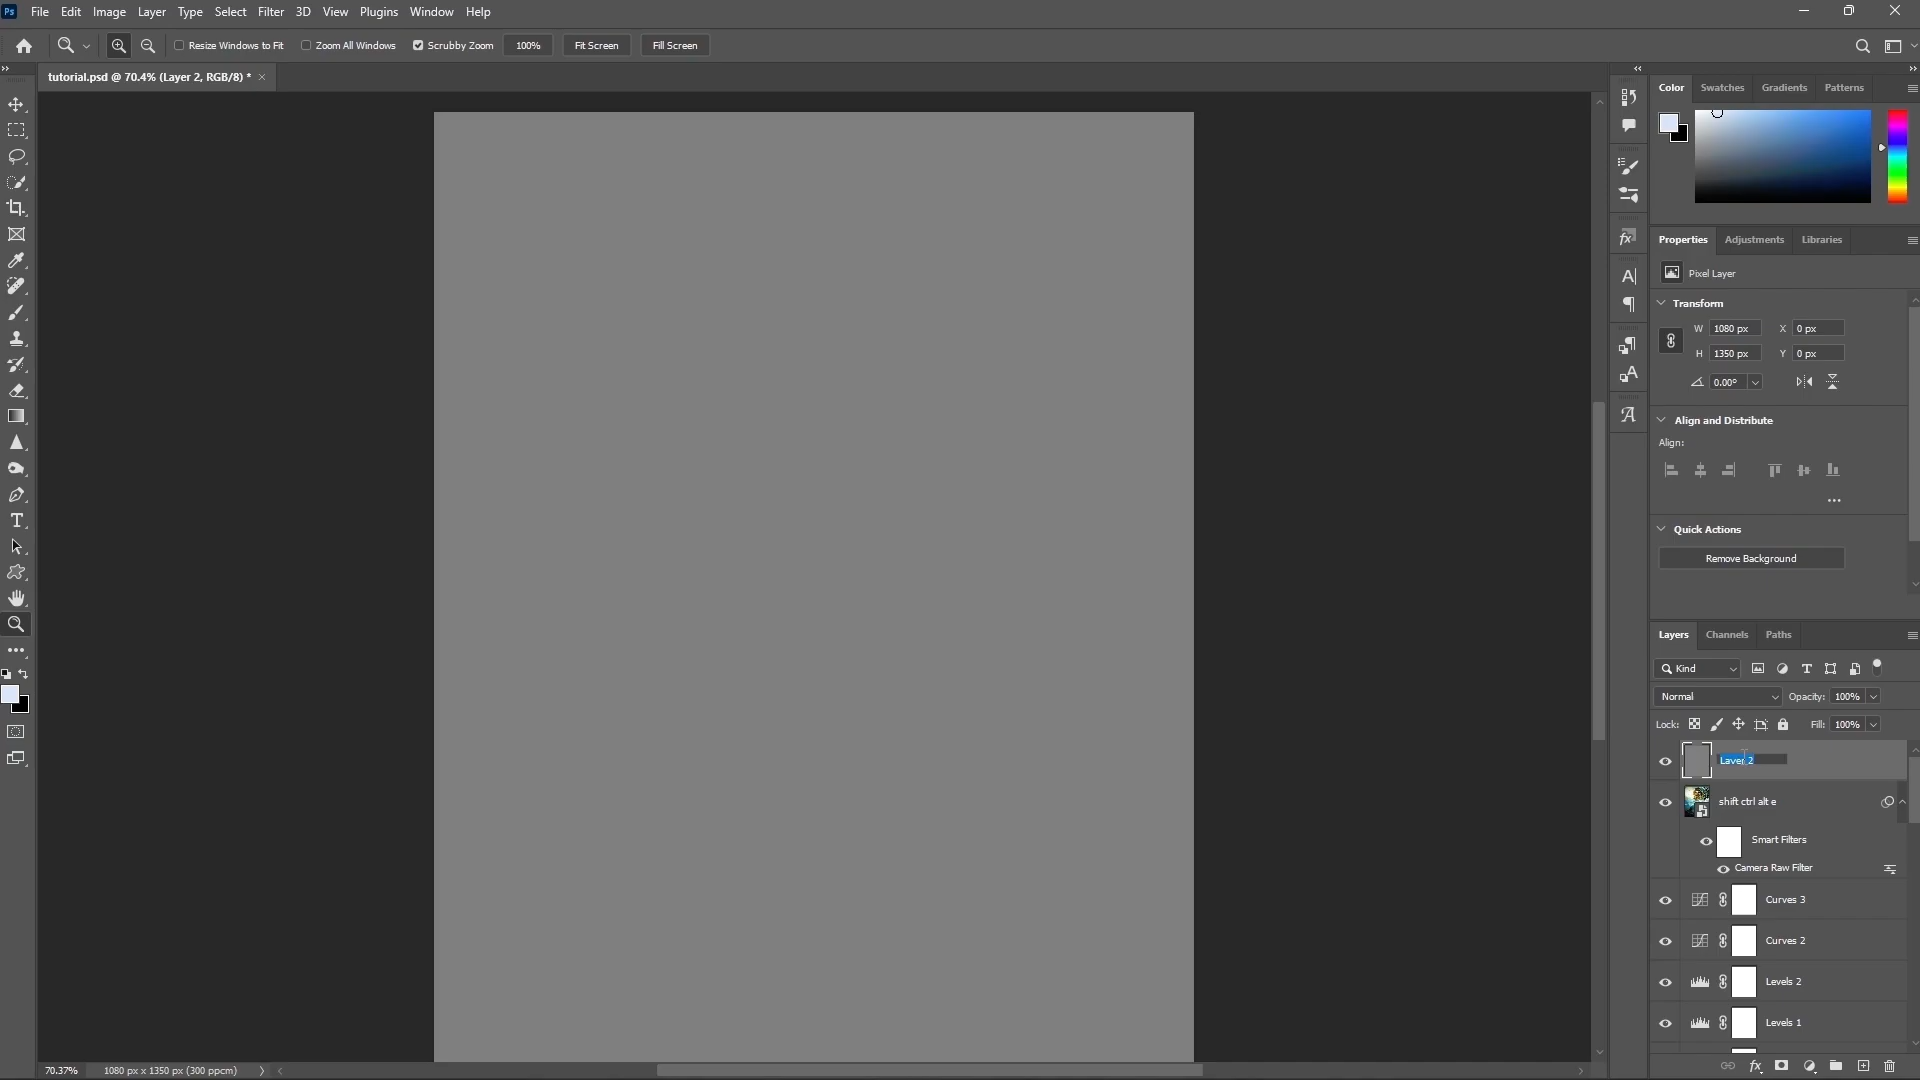 Ps File Edit Image Layer Type Select Filter 3D View Plugins Window Help
Resize Windows to Fit Zoom All Windows Scrubby Zoom 100% Fit Screen Fill Screen
tutorial.psd @ 70.4% (Layer 2, RGB/8) *
Color Swatches Gradients Patterns
Properties Adjustments Libraries
Pixel Layer
Transform
W 1080 px X 0 px
H 1350 px Y 0 px
0.00°
Align and Distribute
Align:
Quick Actions
Remove Background
Layers Channels Paths
Kind
Normal Opacity: 100%
Lock: Fill: 100%
Layer 2
shift ctrl alt e
Smart Filters
Camera Raw Filter
Curves 3
Curves 2
Levels 2
Levels 1
70.37% 1080 px x 1350 px (300 ppcm)